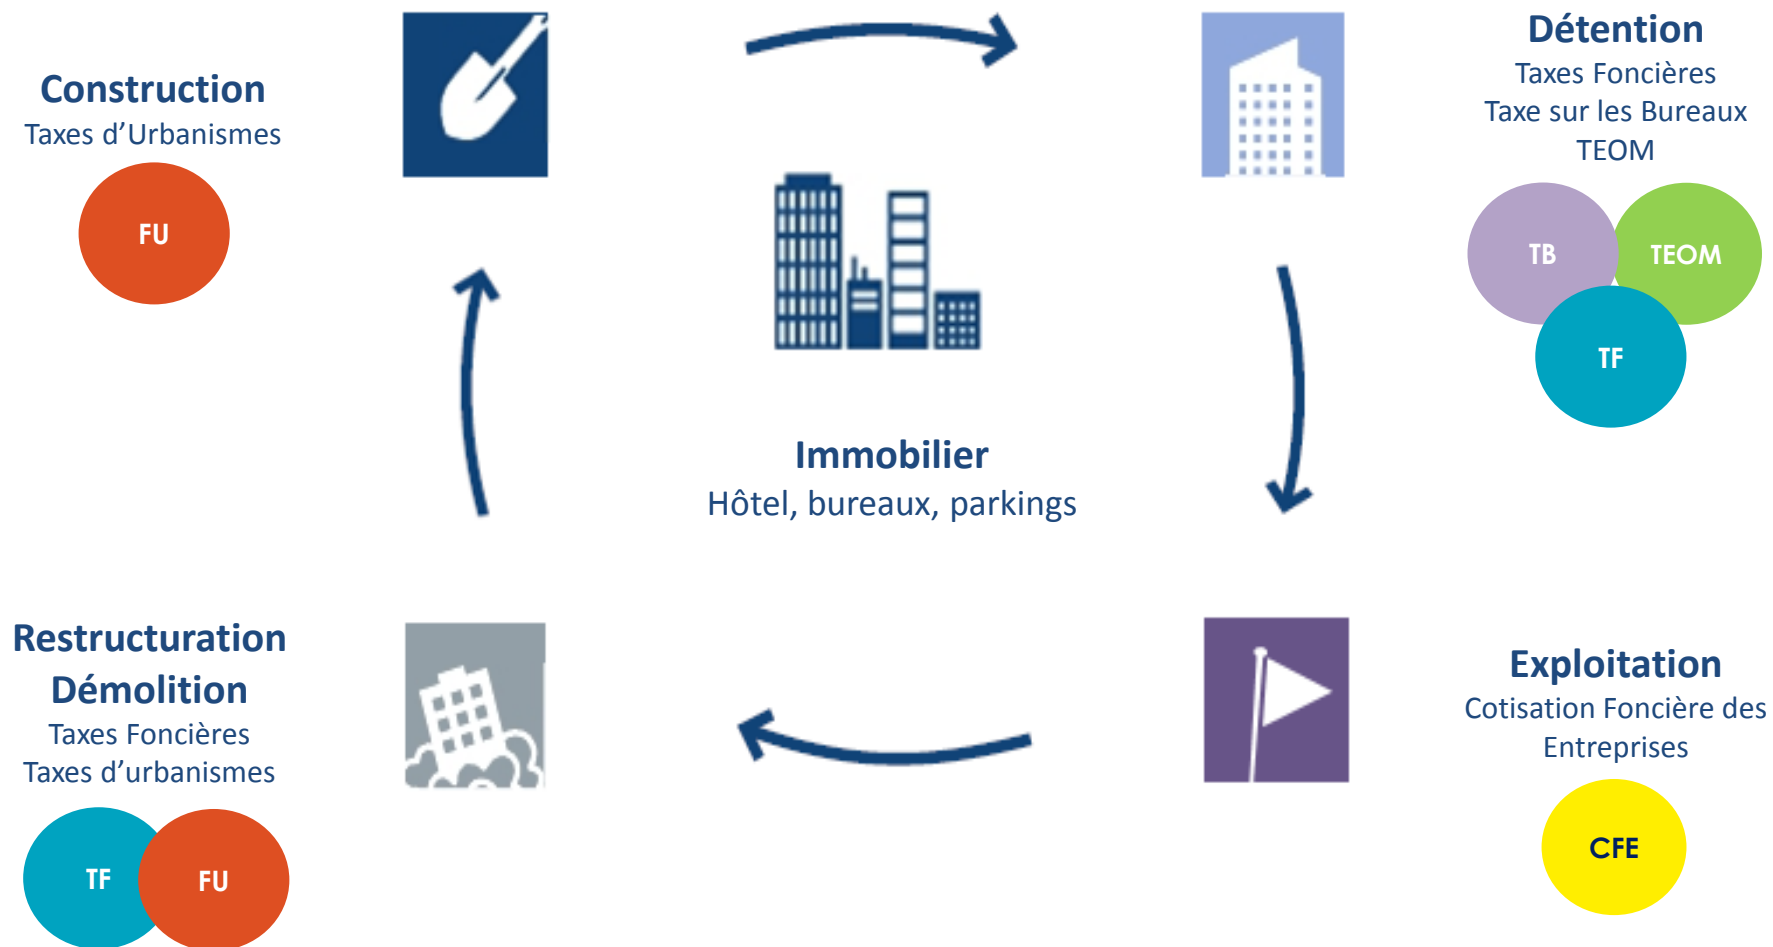 Construction
Taxes d’Urbanismes
FU
Détention
Taxes Foncières
Taxe sur les Bureaux
TEOM
TB
TEOM
TF
Immobilier
Hôtel, bureaux, parkings
Restructuration
Démolition
Taxes Foncières
Taxes d’urbanismes
TF
FU
Exploitation
Cotisation Foncière des
Entreprises
CFE